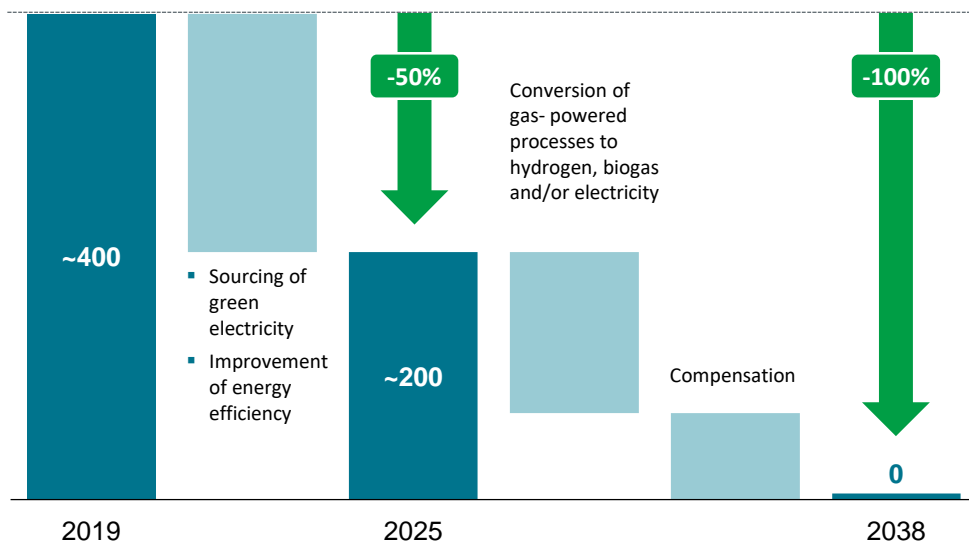 -50%
-100%
Conversion of
gas- powered
processes to
hydrogen, biogas
and/or electricity
~400
▪ Sourcing of
green
electricity
▪ Improvement
of energy
efficiency
~200
Compensation
0
2019
2025
2038